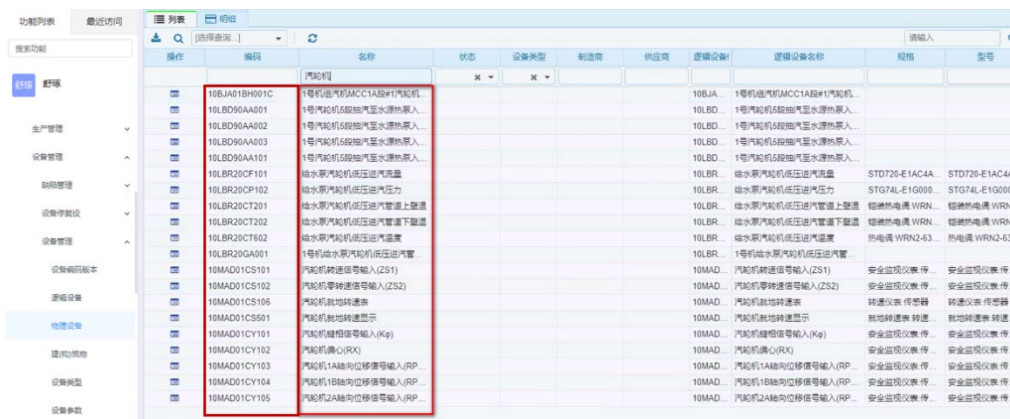 功能列表 最近访问
列表 明细
[选择查询...] 请输入
搜索功能
舒琢 舒琢
生产管理
设备管理
缺陷管理
设备停复役
设备管理
设备编码版本
逻辑设备
物理设备
建(构)筑物
设备类型
设备参数
操作 编码 名称 状态 设备类型 制造商 供应商 逻辑设备 逻辑设备名称 规格 型号
汽轮机
10BJA01BH001C 1号机组汽机MCC1A段#1汽轮机... 10BJA... 1号机组汽机MCC1A段#1汽轮机...
10LBD90AA001 1号汽轮机5段抽汽至水源热泵入... 10LBD... 1号汽轮机5段抽汽至水源热泵入...
10LBD90AA002 1号汽轮机5段抽汽至水源热泵入... 10LBD... 1号汽轮机5段抽汽至水源热泵入...
10LBD90AA003 1号汽轮机5段抽汽至水源热泵入... 10LBD... 1号汽轮机5段抽汽至水源热泵入...
10LBD90AA101 1号汽轮机5段抽汽至水源热泵入... 10LBD... 1号汽轮机5段抽汽至水源热泵入...
10LBR20CF101 给水泵汽轮机低压进汽流量 10LBR... 给水泵汽轮机低压进汽流量 STD720-E1AC4A... STD720-E1AC4A
10LBR20CP102 给水泵汽轮机低压进汽压力 10LBR... 给水泵汽轮机低压进汽压力 STG74L-E1G000... STG74L-E1G000
10LBR20CT201 给水泵汽轮机低压进汽管道上壁温 10LBR... 给水泵汽轮机低压进汽管道上壁温 铠装热电偶:WRN... 铠装热电偶:WRN
10LBR20CT202 给水泵汽轮机低压进汽管道下壁温 10LBR... 给水泵汽轮机低压进汽管道下壁温 铠装热电偶:WRN... 铠装热电偶:WRN
10LBR20CT602 给水泵汽轮机低压进汽温度 10LBR... 给水泵汽轮机低压进汽温度 热电偶:WRN2-63... 热电偶:WRN2-63
10LBR20GA001 1号机给水泵汽轮机低压进汽管... 10LBR... 1号机给水泵汽轮机低压进汽管...
10MAD01CS101 汽轮机转速信号输入(ZS1) 10MAD... 汽轮机转速信号输入(ZS1) 安全监视仪表:传... 安全监视仪表:传
10MAD01CS102 汽轮机零转速信号输入(ZS2) 10MAD... 汽轮机零转速信号输入(ZS2) 安全监视仪表:传... 安全监视仪表:传
10MAD01CS106 汽轮机就地转速表 10MAD... 汽轮机就地转速表 转速仪表:传感器 转速仪表:传感器
10MAD01CS501 汽轮机就地转速显示 10MAD... 汽轮机就地转速显示 就地转速表:转速... 就地转速表:转速
10MAD01CY101 汽轮机键相信号输入(Kφ) 10MAD... 汽轮机键相信号输入(Kφ) 安全监视仪表:传... 安全监视仪表:传
10MAD01CY102 汽轮机偏心(RX) 10MAD... 汽轮机偏心(RX) 安全监视仪表:传... 安全监视仪表:传
10MAD01CY103 汽轮机1A轴向位移信号输入(RP... 10MAD... 汽轮机1A轴向位移信号输入(RP... 安全监视仪表:传... 安全监视仪表:传
10MAD01CY104 汽轮机1B轴向位移信号输入(RP... 10MAD... 汽轮机1B轴向位移信号输入(RP... 安全监视仪表:传... 安全监视仪表:传
10MAD01CY105 汽轮机2A轴向位移信号输入(RP... 10MAD... 汽轮机2A轴向位移信号输入(RP... 安全监视仪表:传... 安全监视仪表:传